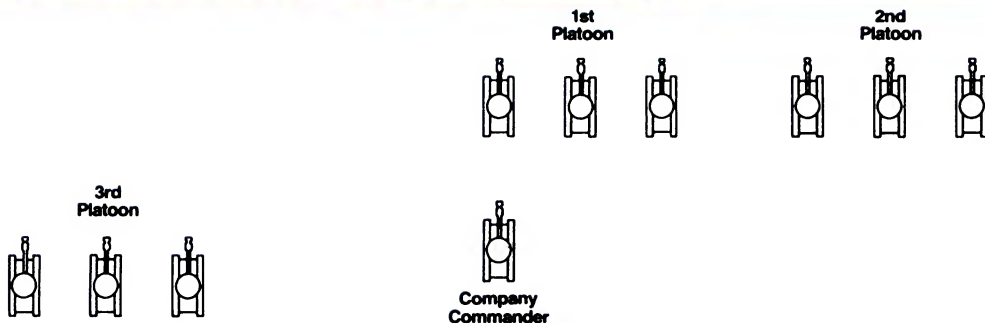 1st
Platoon
2nd
Platoon
3rd
Platoon
Company
Commander